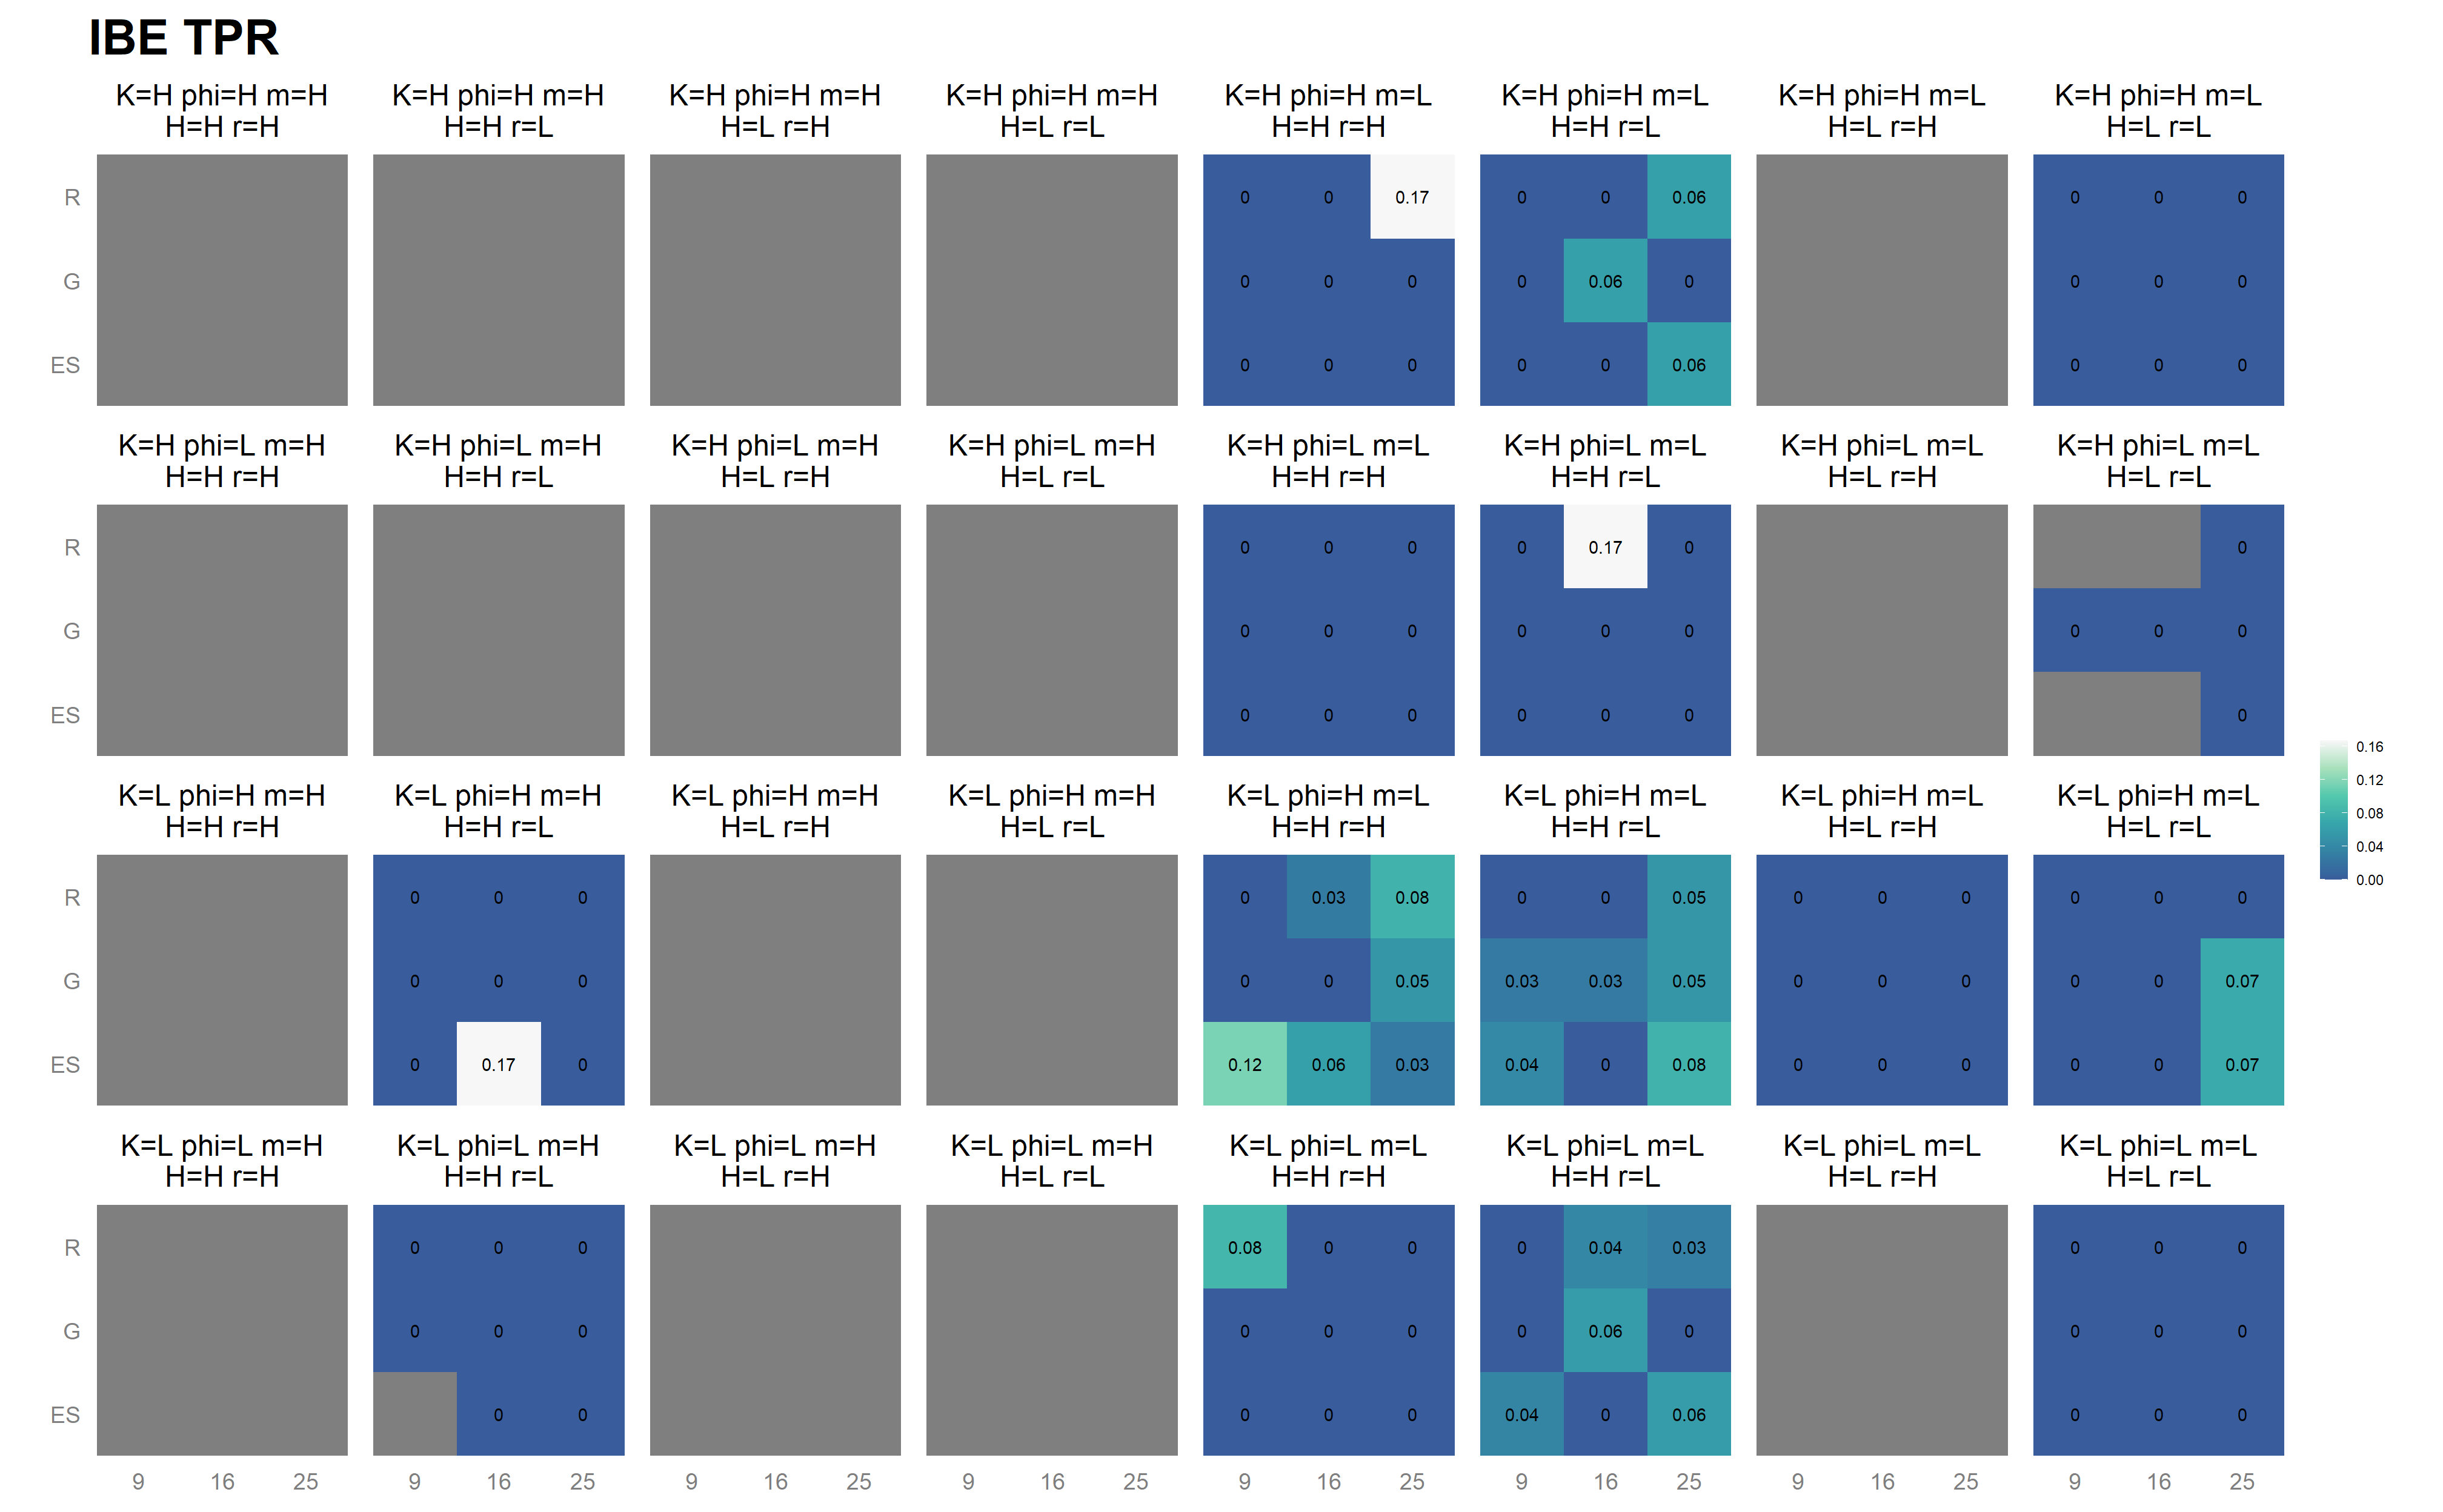 IBE TPR
K=H phi=H m=H K=H phi=H m=H K=H phi=H m=H K=H phi=H m=H K=H phi=H m=L K=H phi=H m=L K=H phi=H m=L K=H phi=H m=L
H=H r=H H=H r=L H=L r=H H=L r=L H=H r=H H=H r=L H=L r=H H=L r=L
R 0 0 0.17 0 0 0.06 0 0 0
G 0 0 0 0 0.06 0 0 0 0
ES 0 0 0 0 0 0.06 0 0 0
K=H phi=L m=H K=H phi=L m=H K=H phi=L m=H K=H phi=L m=H K=H phi=L m=L K=H phi=L m=L K=H phi=L m=L K=H phi=L m=L
H=H r=H H=H r=L H=L r=H H=L r=L H=H r=H H=H r=L H=L r=H H=L r=L
R 0 0 0 0 0.17 0 0
G 0 0 0 0 0 0 0 0 0
ES 0 0 0 0 0 0 0
K=L phi=H m=H K=L phi=H m=H K=L phi=H m=H K=L phi=H m=H K=L phi=H m=L K=L phi=H m=L K=L phi=H m=L K=L phi=H m=L
H=H r=H H=H r=L H=L r=H H=L r=L H=H r=H H=H r=L H=L r=H H=L r=L
R 0 0 0 0 0.03 0.08 0 0 0.05 0 0 0 0 0 0
G 0 0 0 0 0 0.05 0.03 0.03 0.05 0 0 0 0 0 0.07
ES 0 0.17 0 0.12 0.06 0.03 0.04 0 0.08 0 0 0 0 0 0.07
K=L phi=L m=H K=L phi=L m=H K=L phi=L m=H K=L phi=L m=H K=L phi=L m=L K=L phi=L m=L K=L phi=L m=L K=L phi=L m=L
H=H r=H H=H r=L H=L r=H H=L r=L H=H r=H H=H r=L H=L r=H H=L r=L
R 0 0 0 0.08 0 0 0 0.04 0.03 0 0 0
G 0 0 0 0 0 0 0 0.06 0 0 0 0
ES 0 0 0 0 0 0.04 0 0.06 0 0 0
9 16 25 9 16 25 9 16 25 9 16 25 9 16 25 9 16 25 9 16 25 9 16 25
0.16
0.12
0.08
0.04
0.00